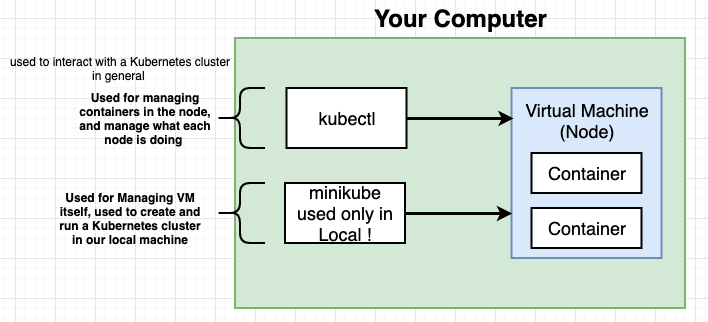 Your Computer
used to interact with a Kubernetes cluster
in general
Used for managing
containers in the node,
and manage what each
node is doing
kubectl
Virtual Machine
(Node)
Container
Container
Used for Managing VM
itself, used to create and
run a Kubernetes cluster
in our local machine
minikube
used only in
Local !